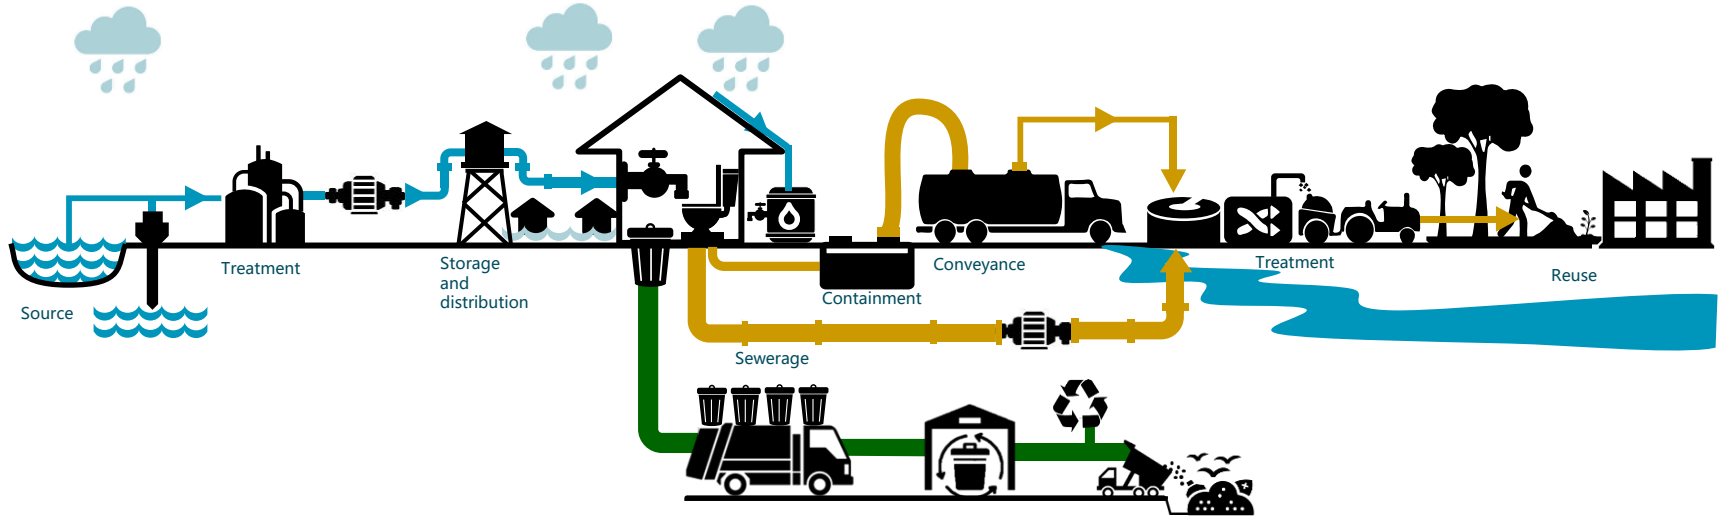 Source
Treatment
Storage
and
distribution
Containment
Sewerage
Conveyance
Treatment
Reuse